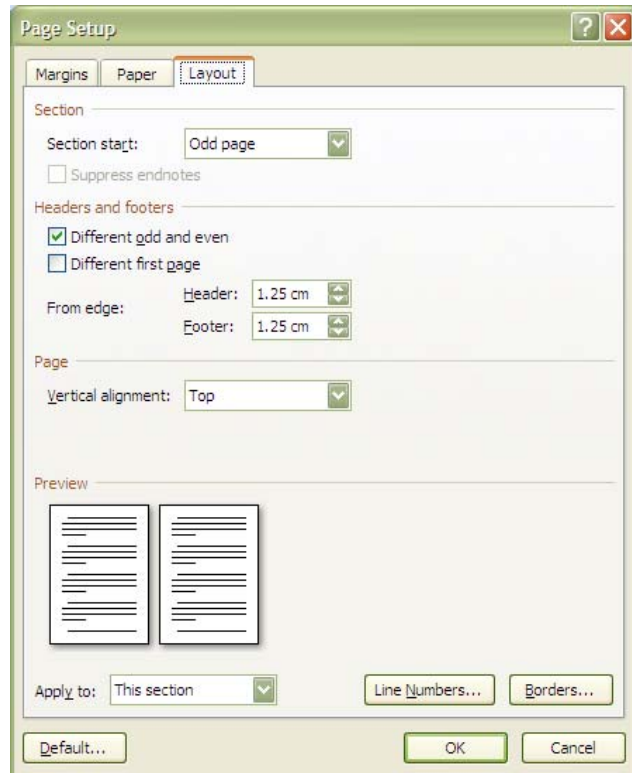 Page Setup
Margins Paper Layout
Section
Section start: Odd page
Suppress endnotes
Headers and footers
Different odd and even
Different first page
From edge: Header: 1.25 cm
Footer: 1.25 cm
Page
Vertical alignment: Top
Preview
Apply to: This section Line Numbers... Borders...
Default... OK Cancel